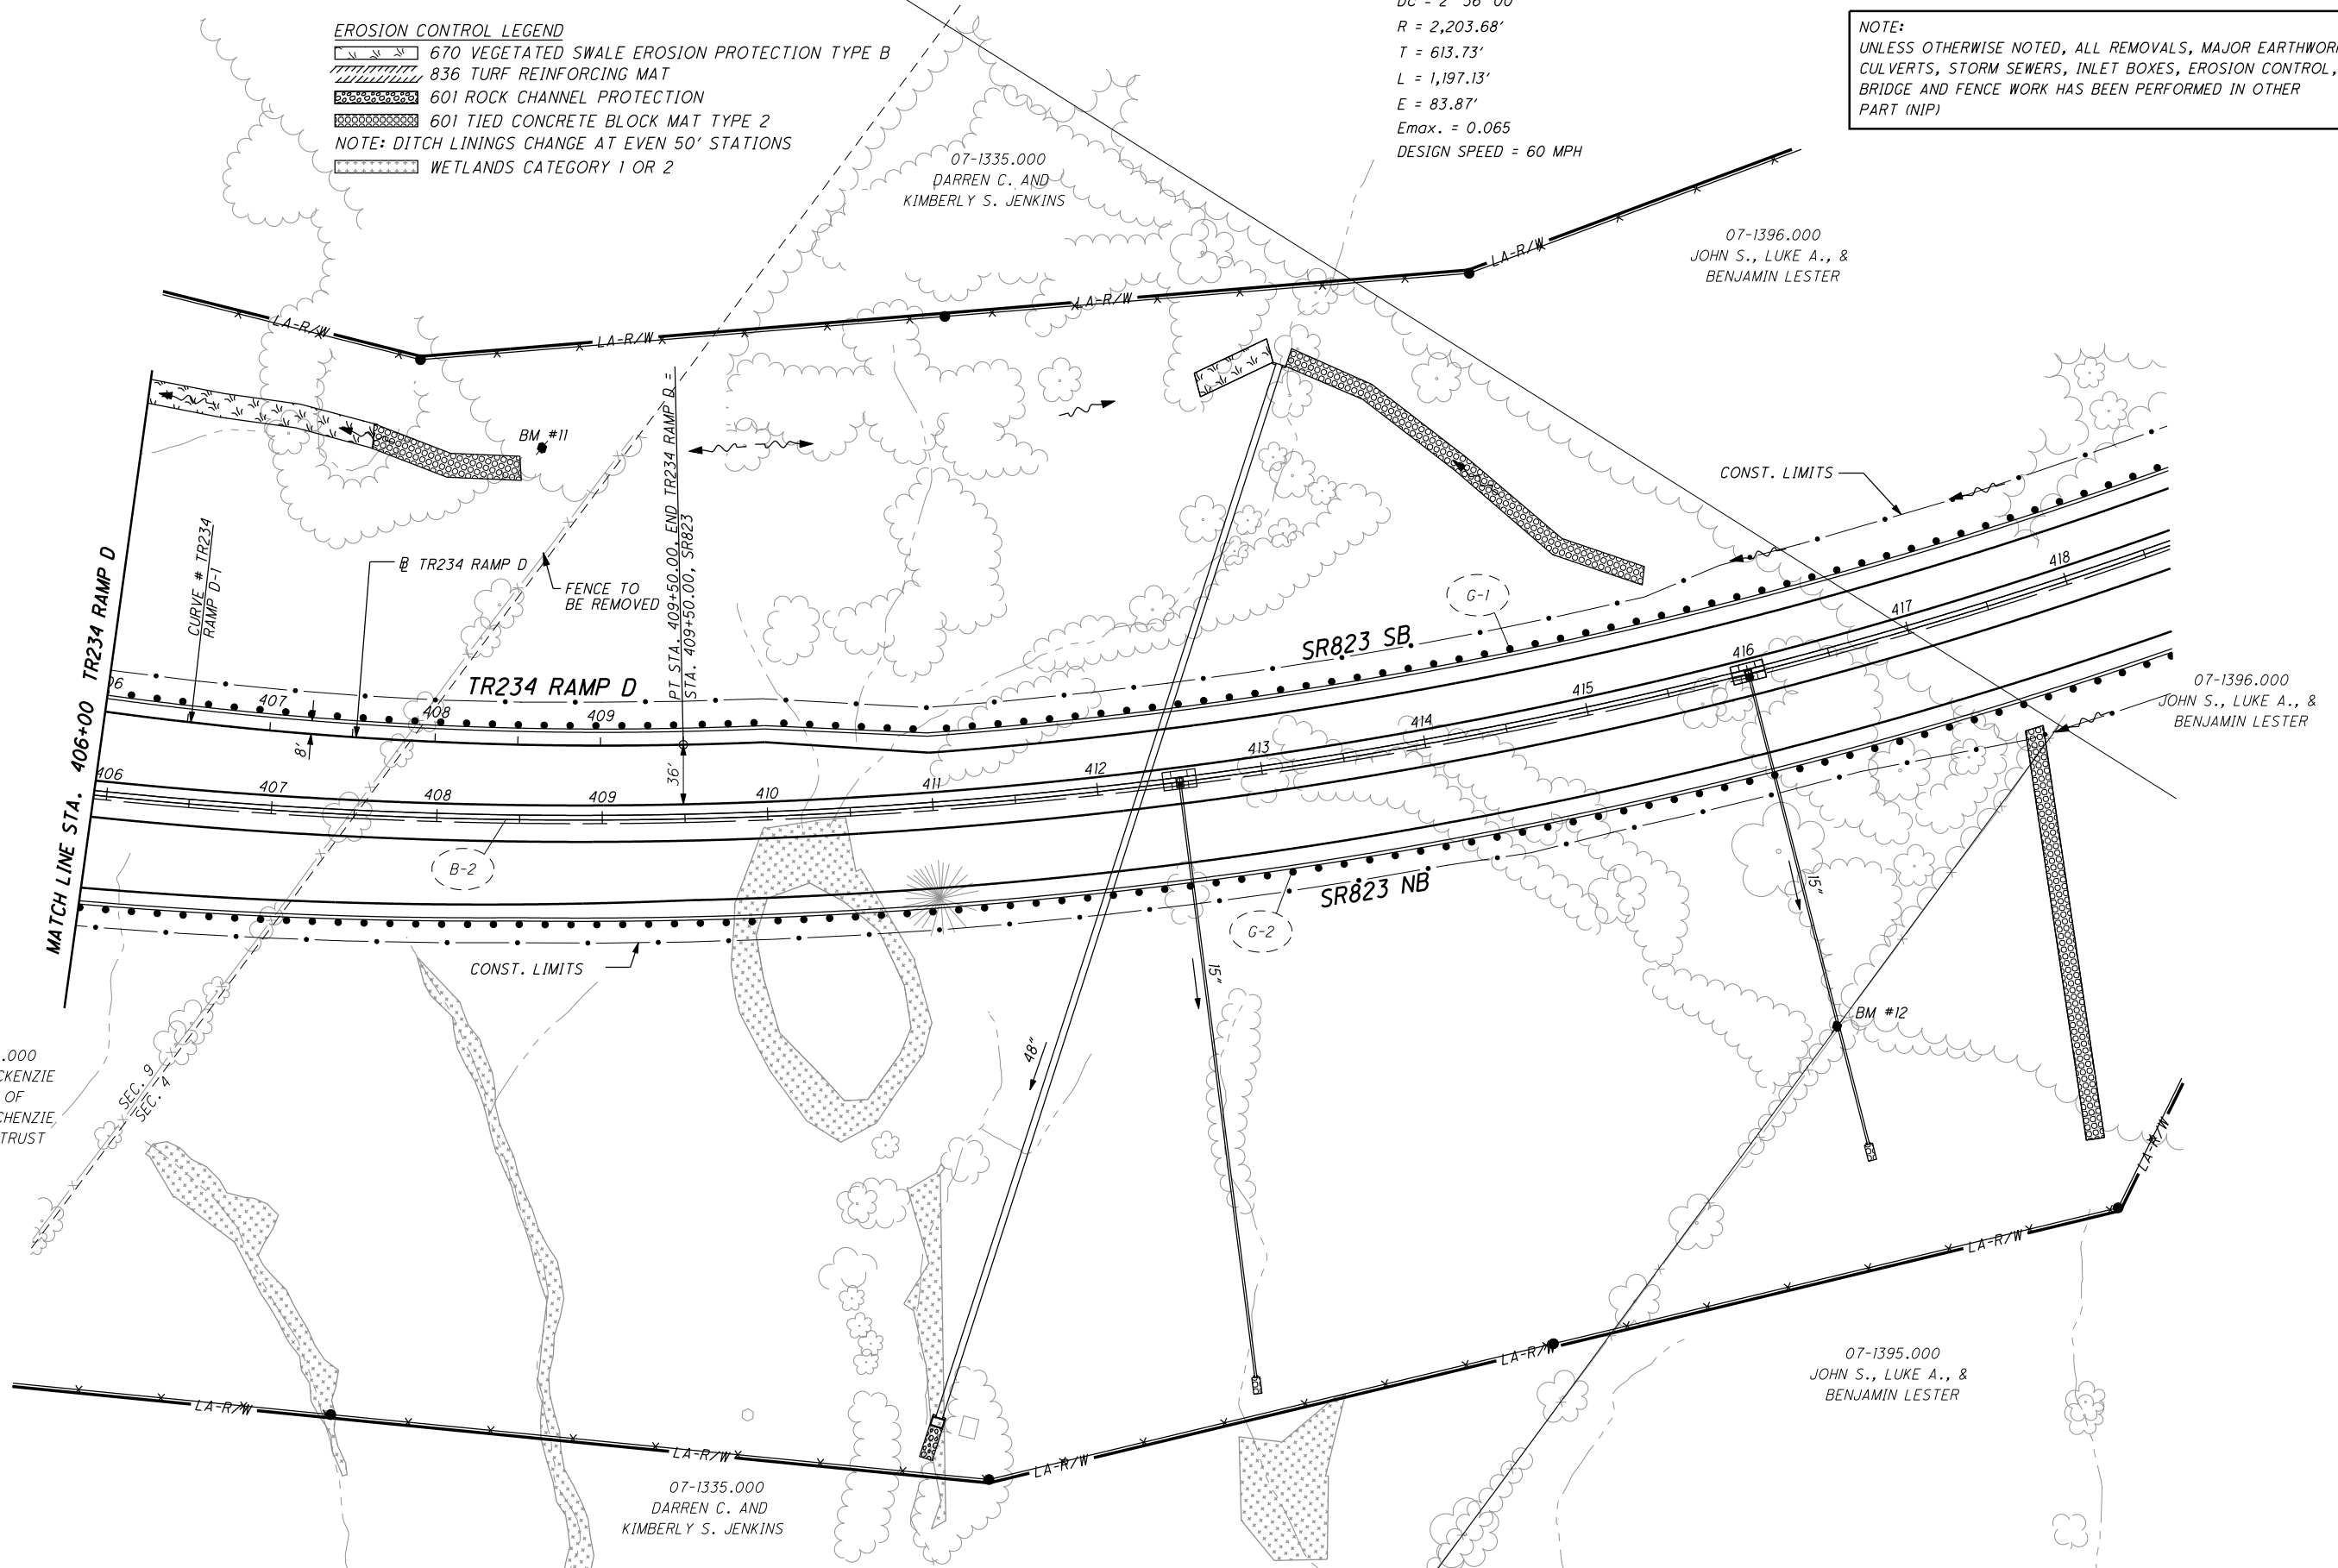 EROSION CONTROL LEGEND
670 VEGETATED SWALE EROSION PROTECTION TYPE B
836 TURF REINFORCING MAT
601 ROCK CHANNEL PROTECTION
601 TIED CONCRETE BLOCK MAT TYPE 2
NOTE: DITCH LININGS CHANGE AT EVEN 50' STATIONS
WETLANDS CATEGORY 1 OR 2
Dc = 2° 36' 00"
R = 2,203.68'
T = 613.73'
L = 1,197.13'
E = 83.87'
Emax. = 0.065
DESIGN SPEED = 60 MPH
NOTE:
UNLESS OTHERWISE NOTED, ALL REMOVALS, MAJOR EARTHWORK
CULVERTS, STORM SEWERS, INLET BOXES, EROSION CONTROL,
BRIDGE AND FENCE WORK HAS BEEN PERFORMED IN OTHER
PART (NIP)
07-1335.000
DARREN C. AND
KIMBERLY S. JENKINS
07-1396.000
JOHN S., LUKE A., &
BENJAMIN LESTER
LA-R/W
LA-R/W
LA-R/W
LA-R/W
BM #11
CONST. LIMITS
CURVE # TR234
RAMP D-1
BL TR234 RAMP D
FENCE TO
BE REMOVED
PT STA. 409+50.00, END TR234 RAMP D =
STA. 409+50.00, SR823
G-1
SR823 SB
TR234 RAMP D
MATCH LINE STA. 406+00 TR234 RAMP D
06
407
408
409
8'
36'
406
407
408
409
410
411
412
413
414
415
416
417
418
07-1396.000
JOHN S., LUKE A., &
BENJAMIN LESTER
B-2
SR823 NB
G-2
CONST. LIMITS
15"
15"
48"
BM #12
.000
CKENZIE
OF
CHENZIE
TRUST
SEC. 9
SEC. 4
LA-R/W
LA-R/W
LA-R/W
LA-R/W
LA-R/W
LA-R/W
07-1395.000
JOHN S., LUKE A., &
BENJAMIN LESTER
07-1335.000
DARREN C. AND
KIMBERLY S. JENKINS